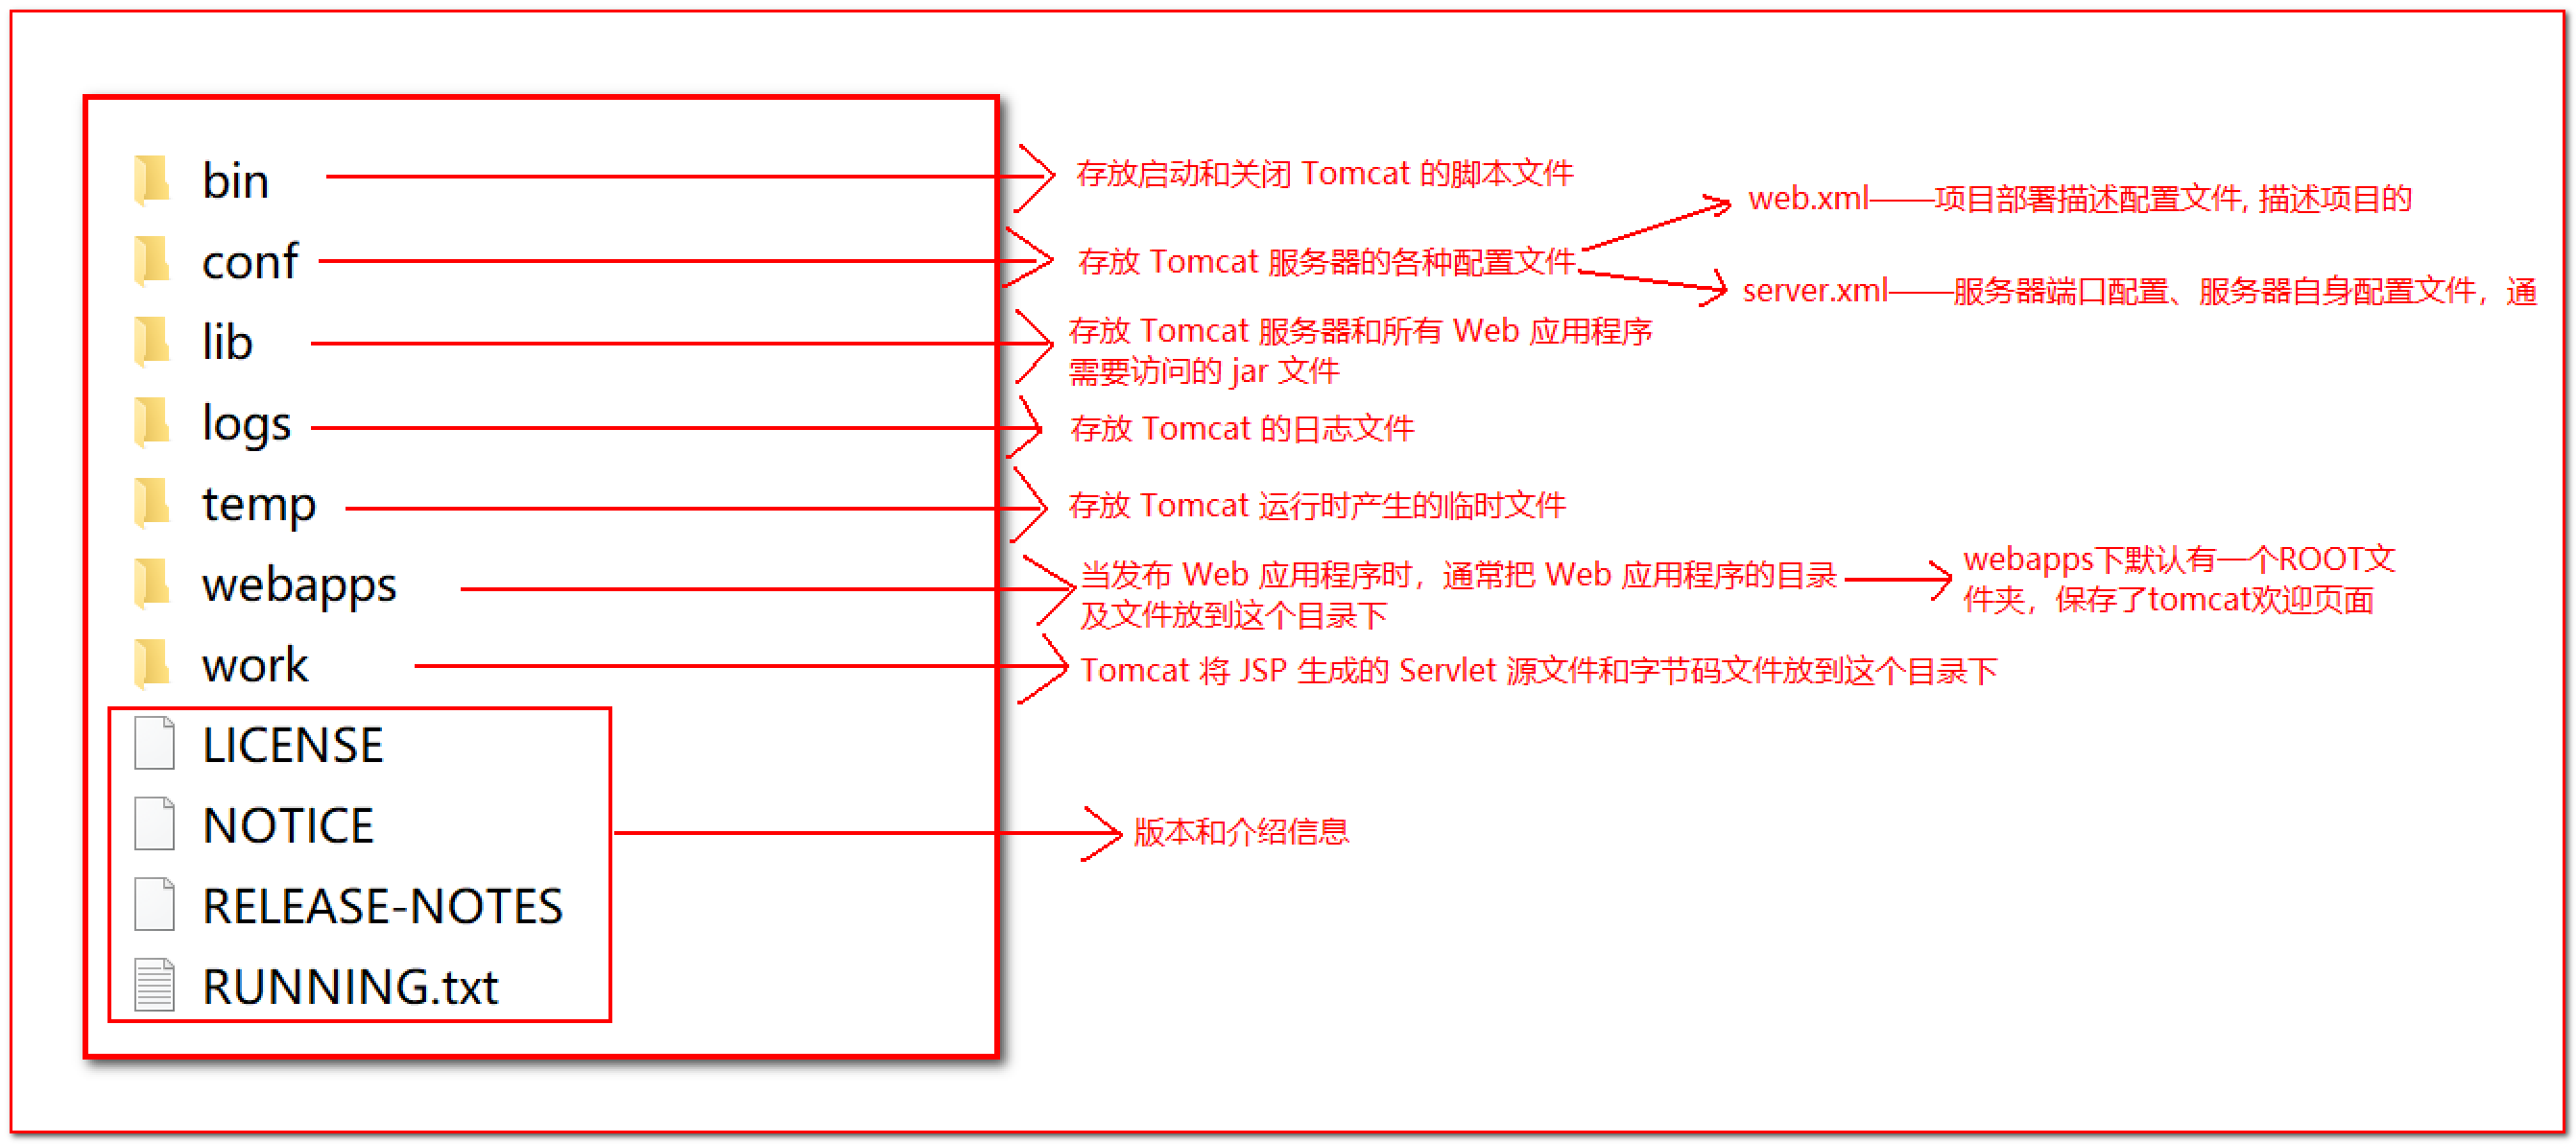 bin
存放启动和关闭 Tomcat 的脚本文件
web.xml——项目部署描述配置文件, 描述项目的
conf
存放 Tomcat 服务器的各种配置文件
server.xml——服务器端口配置、服务器自身配置文件，通
lib
存放 Tomcat 服务器和所有 Web 应用程序
需要访问的 jar 文件
logs
存放 Tomcat 的日志文件
temp
存放 Tomcat 运行时产生的临时文件
webapps
当发布 Web 应用程序时，通常把 Web 应用程序的目录
及文件放到这个目录下
webapps下默认有一个ROOT文
件夹，保存了tomcat欢迎页面
work
Tomcat 将 JSP 生成的 Servlet 源文件和字节码文件放到这个目录下
LICENSE
NOTICE
RELEASE-NOTES
RUNNING.txt
版本和介绍信息